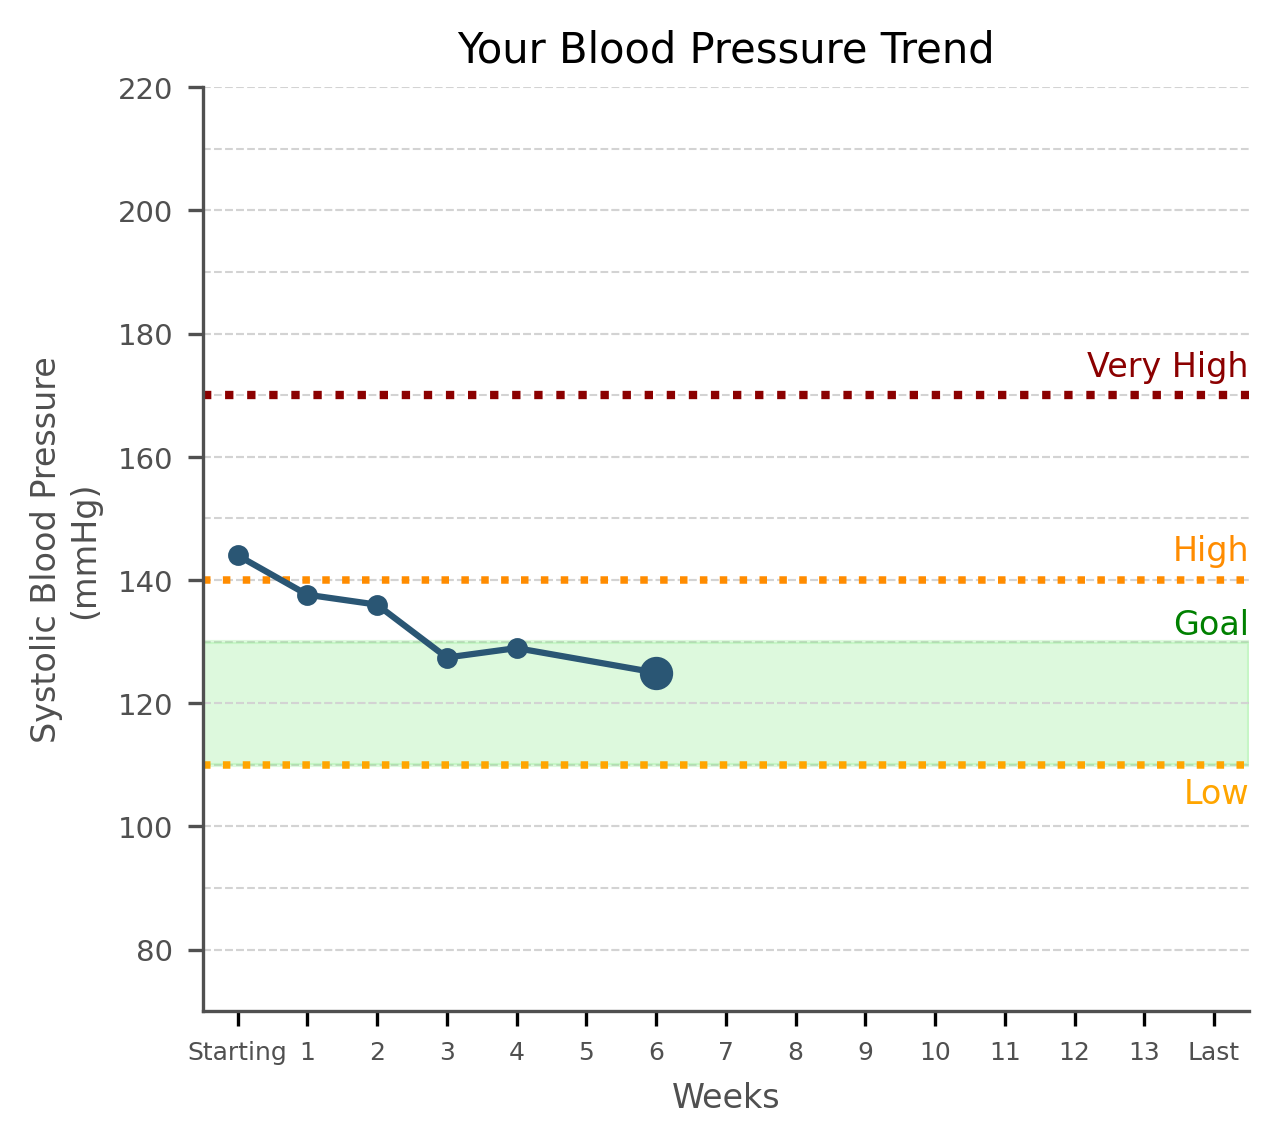 Your Blood Pressure Trend
220
200
180
160
140
120
100
80
Systolic Blood Pressure
(mmHg)
Very High
High
Goal
Low
Starting 1 2 3 4 5 6 7 8 9 10 11 12 13 Last
Weeks